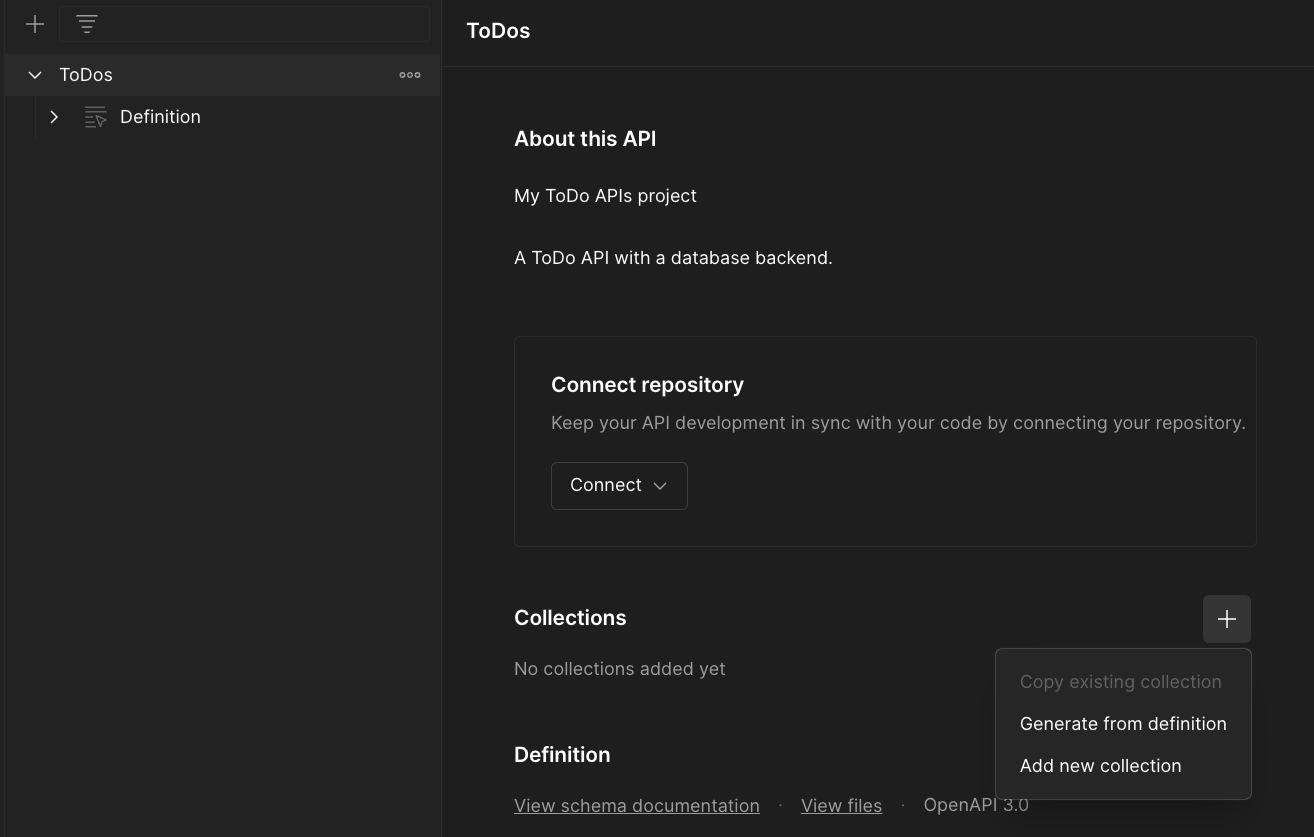 ToDos
ToDos
Definition
About this API
My ToDo APIs project
A ToDo API with a database backend.
Connect repository
Keep your API development in sync with your code by connecting your repository.
Connect
Collections
No collections added yet
Copy existing collection
Generate from definition
Add new collection
Definition
View schema documentation · View files · OpenAPI 3.0